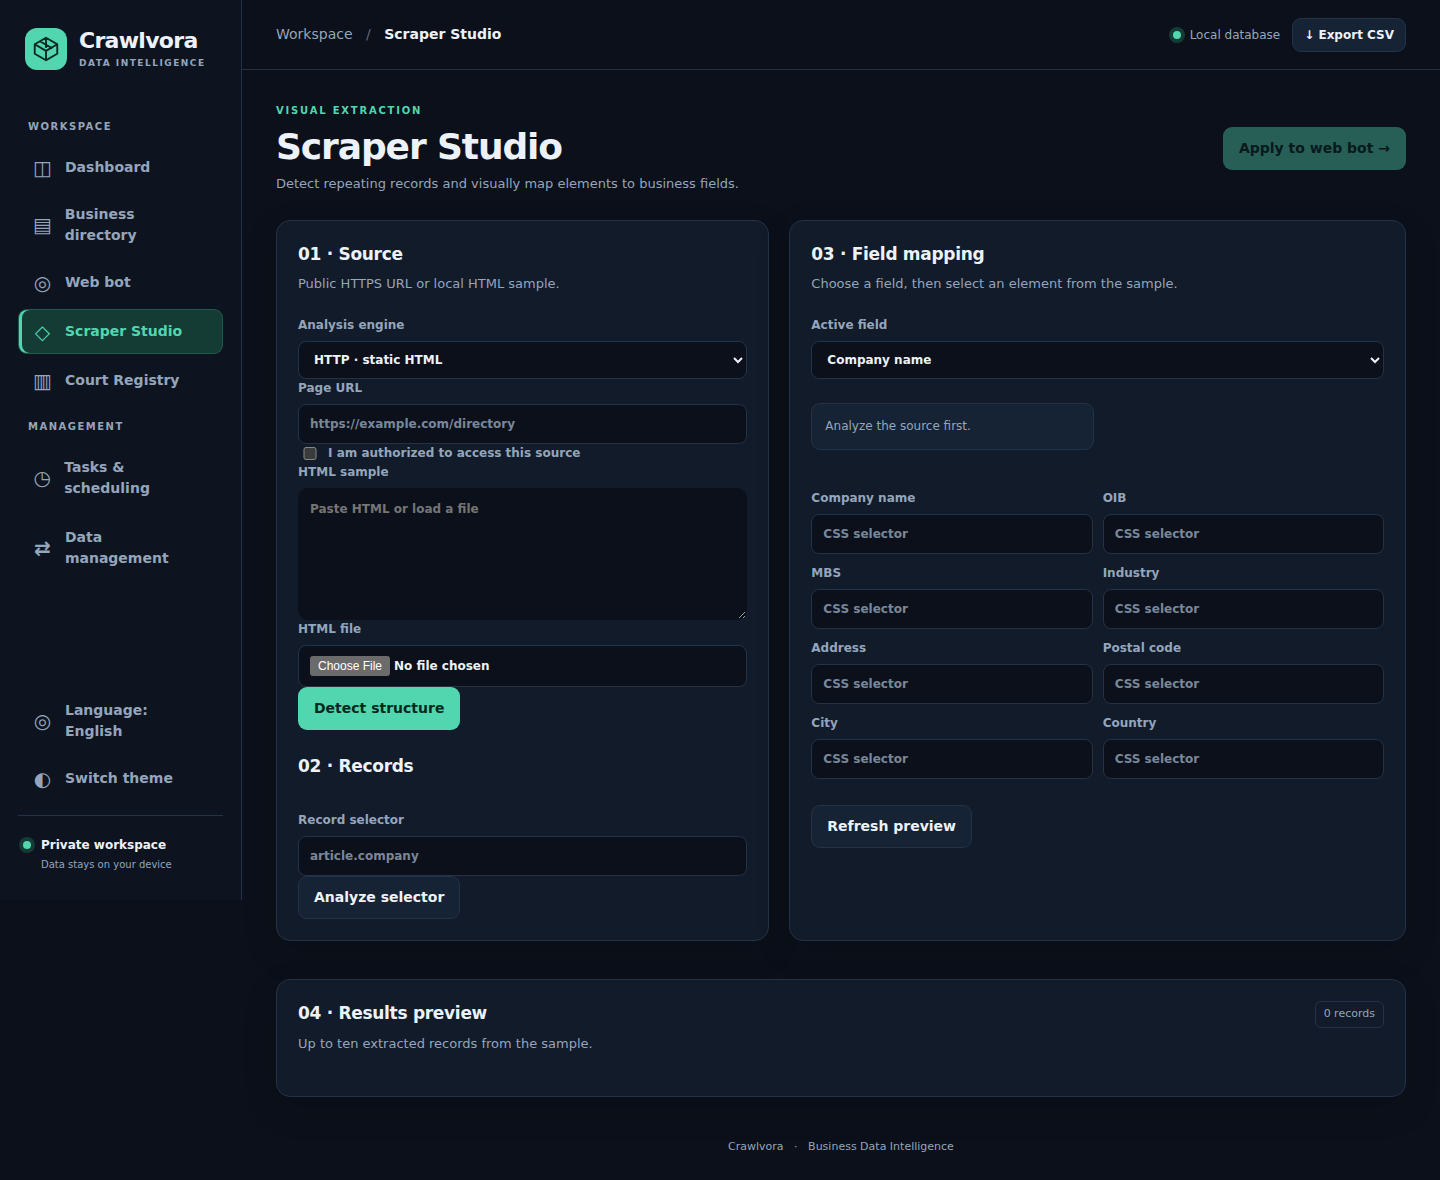 Crawlvora
DATA INTELLIGENCE
WORKSPACE
Dashboard
Business
directory
Web bot
Scraper Studio
Court Registry
MANAGEMENT
Tasks &
scheduling
Data
management
Language:
English
Switch theme
Private workspace
Data stays on your device
Workspace / Scraper Studio
Local database
↓ Export CSV
VISUAL EXTRACTION
Scraper Studio
Detect repeating records and visually map elements to business fields.
Apply to web bot →
01 · Source
Public HTTPS URL or local HTML sample.
Analysis engine
HTTP · static HTML
Page URL
https://example.com/directory
I am authorized to access this source
HTML sample
Paste HTML or load a file
HTML file
Choose File No file chosen
Detect structure
02 · Records
Record selector
article.company
Analyze selector
03 · Field mapping
Choose a field, then select an element from the sample.
Active field
Company name
Analyze the source first.
Company name OIB
CSS selector CSS selector
MBS Industry
CSS selector CSS selector
Address Postal code
CSS selector CSS selector
City Country
CSS selector CSS selector
Refresh preview
04 · Results preview
0 records
Up to ten extracted records from the sample.
Crawlvora · Business Data Intelligence